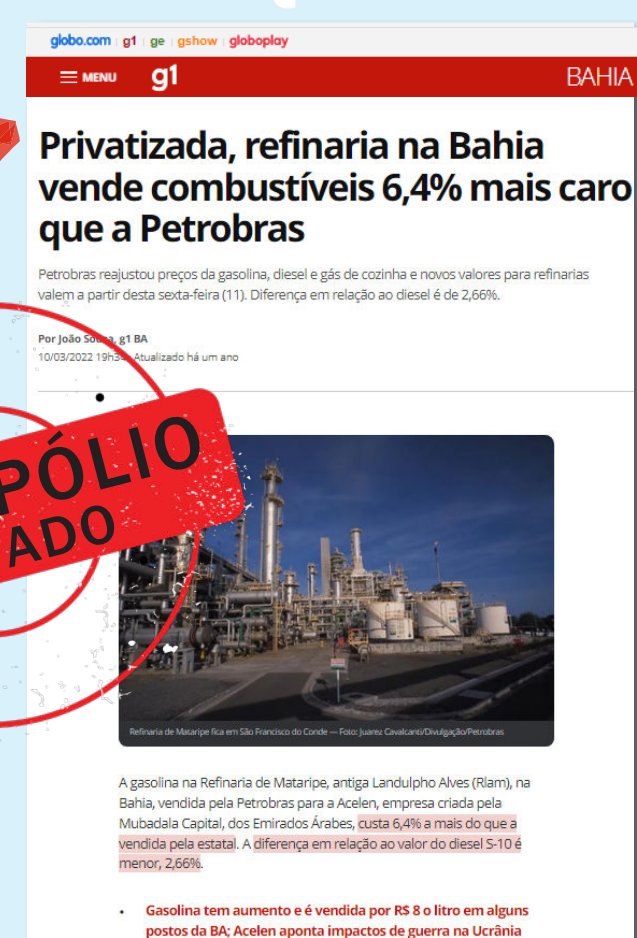 globo.com g1 ge gshow globoplay
MENU g1 BAHIA
Privatizada, refinaria na Bahia
vende combustíveis 6,4% mais caro
que a Petrobras
Petrobras reajustou preços da gasolina, diesel e gás de cozinha e novos valores para refinarias
valem a partir desta sexta-feira (11). Diferença em relação ao diesel é de 2,66%.
Por João Souza, g1 BA
10/03/2022 19h34 Atualizado há um ano
PÓLIO
ADO
Refinaria de Mataripe fica em São Francisco do Conde — Foto: Juarez Cavalcanti/Divulgação/Petrobras
A gasolina na Refinaria de Mataripe, antiga Landulpho Alves (Rlam), na
Bahia, vendida pela Petrobras para a Acelen, empresa criada pela
Mubadala Capital, dos Emirados Árabes, custa 6,4% a mais do que a
vendida pela estatal. A diferença em relação ao valor do diesel S-10 é
menor, 2,66%.
• Gasolina tem aumento e é vendida por R$ 8 o litro em alguns
postos da BA; Acelen aponta impactos de guerra na Ucrânia